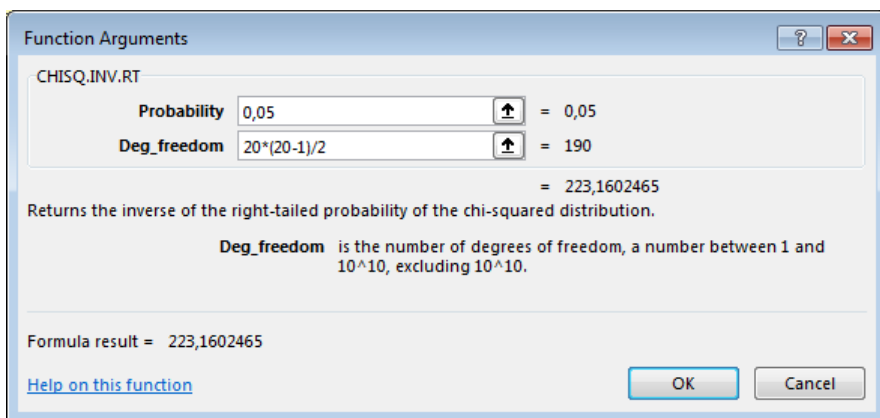 Function Arguments
?
CHISQ.INV.RT
Probability 0,05 = 0,05
Deg_freedom 20*(20-1)/2 = 190
= 223,1602465
Returns the inverse of the right-tailed probability of the chi-squared distribution.
Deg_freedom is the number of degrees of freedom, a number between 1 and
10^10, excluding 10^10.
Formula result = 223,1602465
Help on this function OK Cancel